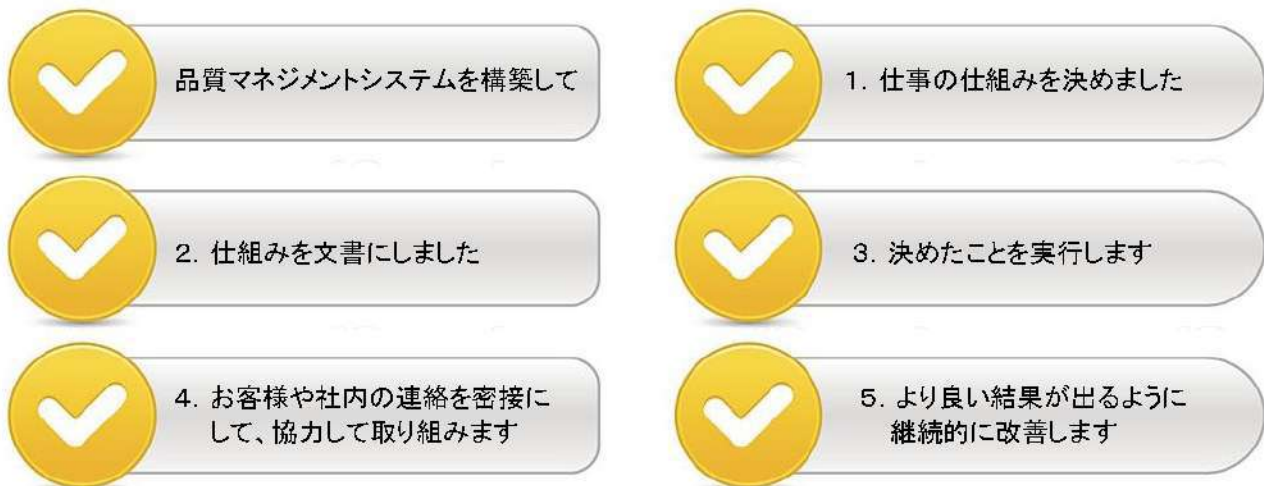 品質マネジメントシステムを構築して
1. 仕事の仕組みを決めました
2. 仕組みを文書にしました
3. 決めたことを実行します
4. お客様や社内の連絡を密接に
して、協力して取り組みます
5. より良い結果が出るように
継続的に改善します